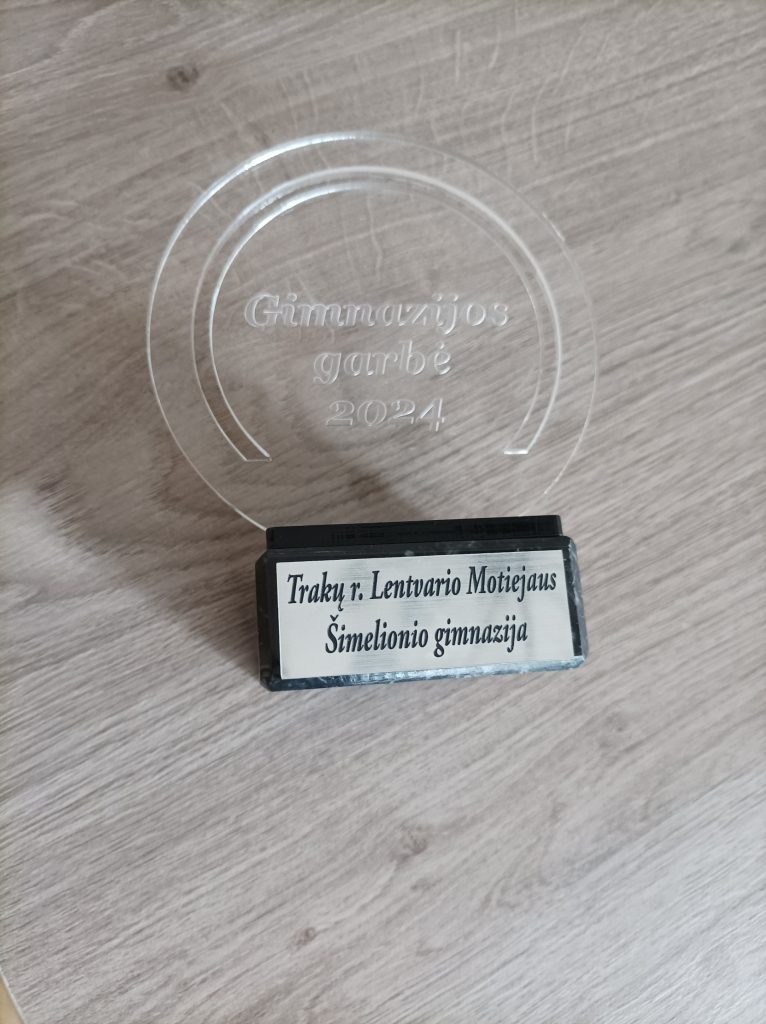 Gimnazijos
garbė
2024
Trakų r. Lentvario Motiejaus
Šimelionio gimnazija